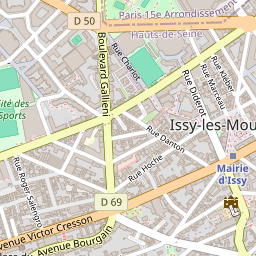 D 50
Paris-15e Arrondissement
Hauts-de-Seine
Boulevard Gallieni
Rue Charlot
Rue Kléber
Rue Marceau
Rue Diderot
ité des
Sports
Issy-les-Mou
Rue Danton
Rue Hoche
Mairie
d'Issy
Rue Roger Salengro
D 69
Avenue Victor Cresson
Avenue Bourgain